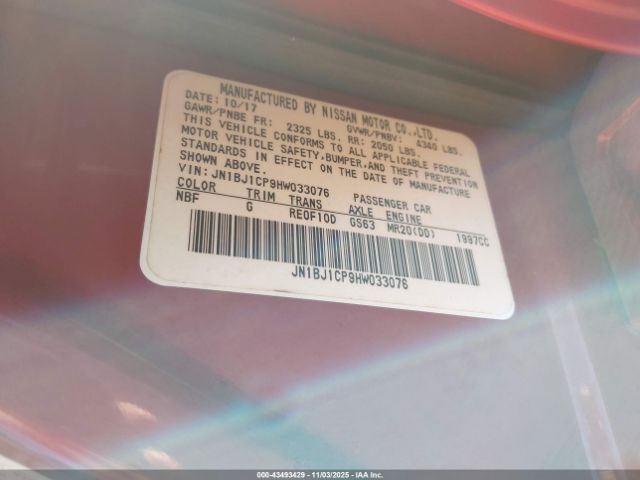 MANUFACTURED BY NISSAN MOTOR CO.,LTD.
DATE: 10/17 GVWR/PNBV: 4340 LBS.
GAWR/PNBE FR: 2325 LBS. RR: 2050 LBS.
THIS VEHICLE CONFORMS TO ALL APPLICABLE FEDERAL
MOTOR VEHICLE SAFETY,BUMPER,AND THEFT PREVENTION
STANDARDS IN EFFECT ON THE DATE OF MANUFACTURE
SHOWN ABOVE.
VIN: JN1BJ1CP9HW033076 PASSENGER CAR
COLOR TRIM TRANS AXLE ENGINE
NBF G RE0F10D GS63 MR20(DD) 1997CC
JN1BJ1CP9HW033076
000-43493429 - 11/03/2025 - IAA Inc.